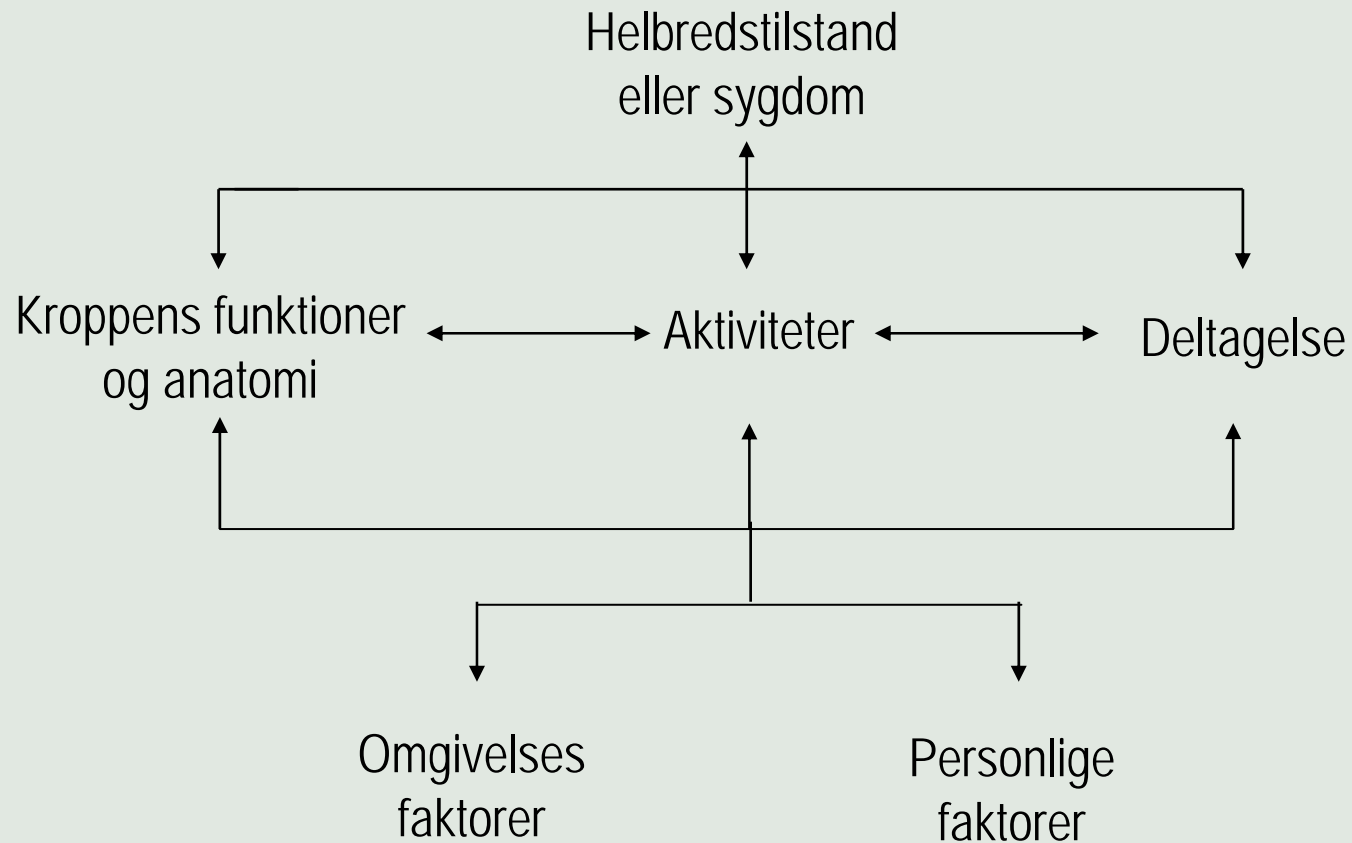 Helbredstilstand
eller sygdom
Kroppens funktioner
og anatomi
Aktiviteter
Deltagelse
Omgivelses
faktorer
Personlige
faktorer